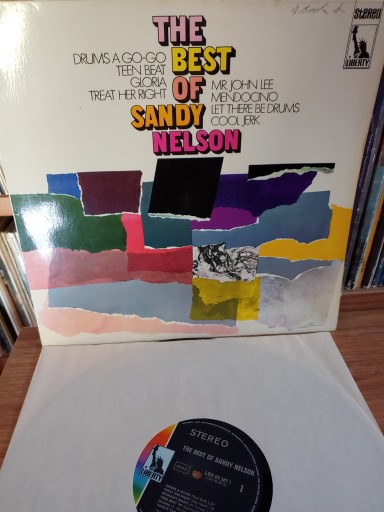 THE
BEST
OF
SANDY
NELSON
DRUMS A GO-GO
TEEN BEAT
GLORIA
TREAT HER RIGHT
MR. JOHN LEE
MENDOCINO
LET THERE BE DRUMS
COOL JERK
Stereo
LIBERTY
STEREO
THE BEST OF SANDY NELSON
I
LIBERTY